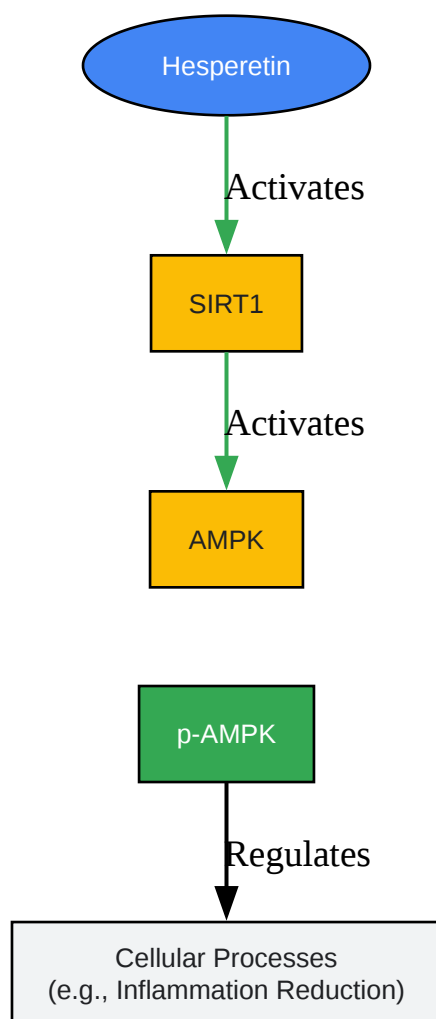 Hesperetin
Activates
SIRT1
Activates
AMPK
p-AMPK
Regulates
Cellular Processes
(e.g., Inflammation Reduction)